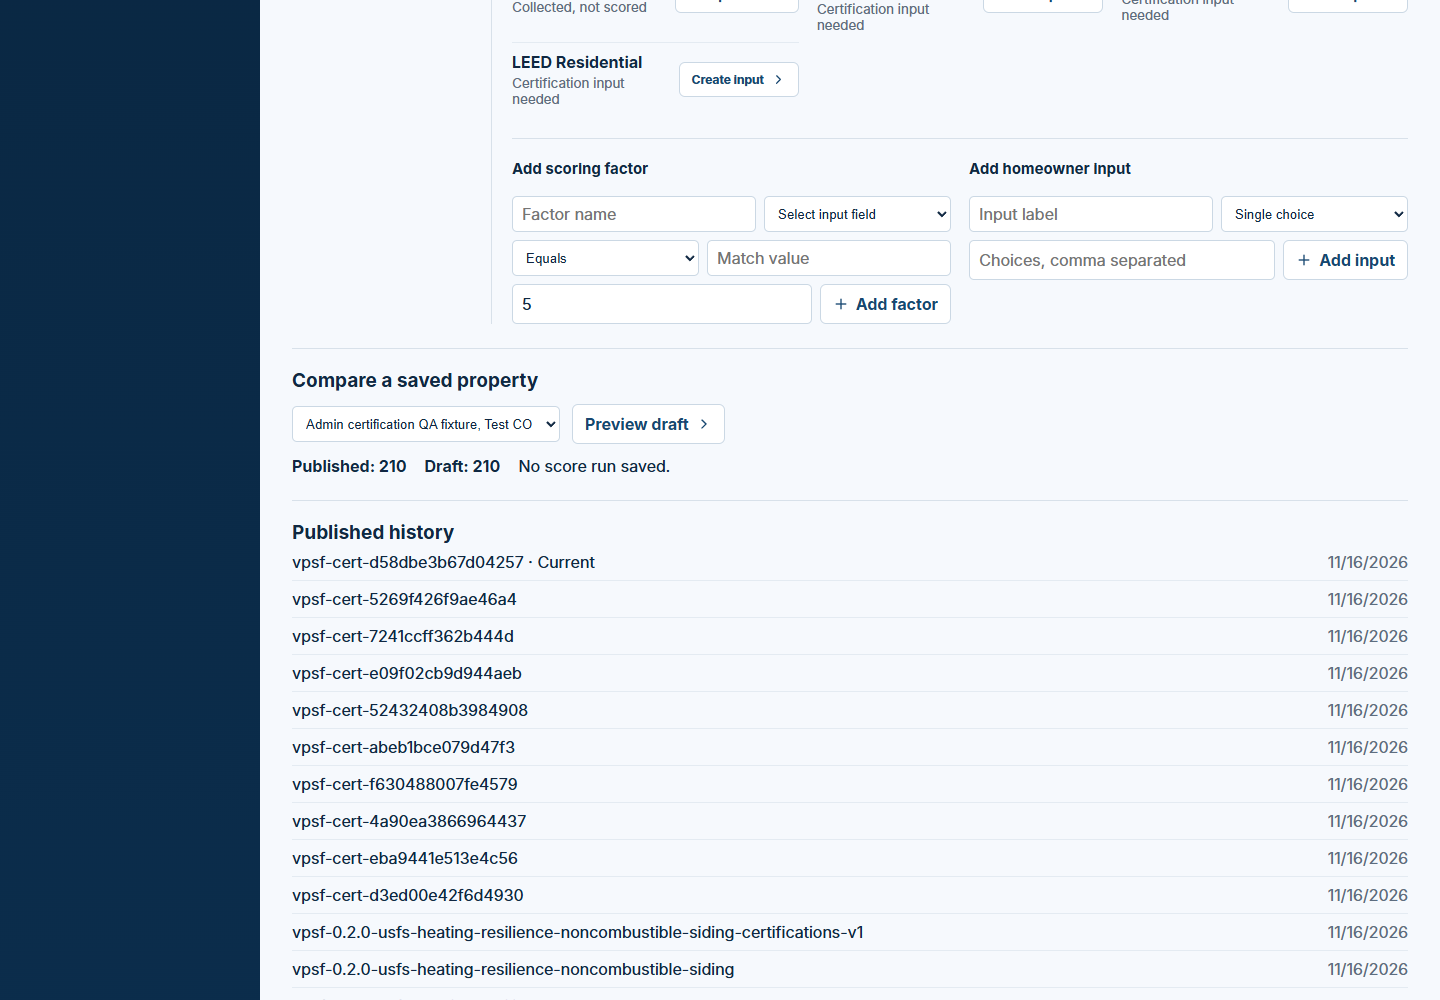 Collected, not scored
Certification input
needed
Certification input
needed
LEED Residential
Certification input
needed
Create input
Add scoring factor
Factor name
Select input field
Equals
Match value
5
+ Add factor
Add homeowner input
Input label
Single choice
Choices, comma separated
+ Add input
Compare a saved property
Admin certification QA fixture, Test CO
Preview draft
Published: 210 Draft: 210 No score run saved.
Published history
vpsf-cert-d58dbe3b67d04257 · Current 11/16/2026
vpsf-cert-5269f426f9ae46a4 11/16/2026
vpsf-cert-7241ccff362b444d 11/16/2026
vpsf-cert-e09f02cb9d944aeb 11/16/2026
vpsf-cert-52432408b3984908 11/16/2026
vpsf-cert-abeb1bce079d47f3 11/16/2026
vpsf-cert-f630488007fe4579 11/16/2026
vpsf-cert-4a90ea3866964437 11/16/2026
vpsf-cert-eba9441e513e4c56 11/16/2026
vpsf-cert-d3ed00e42f6d4930 11/16/2026
vpsf-0.2.0-usfs-heating-resilience-noncombustible-siding-certifications-v1 11/16/2026
vpsf-0.2.0-usfs-heating-resilience-noncombustible-siding 11/16/2026